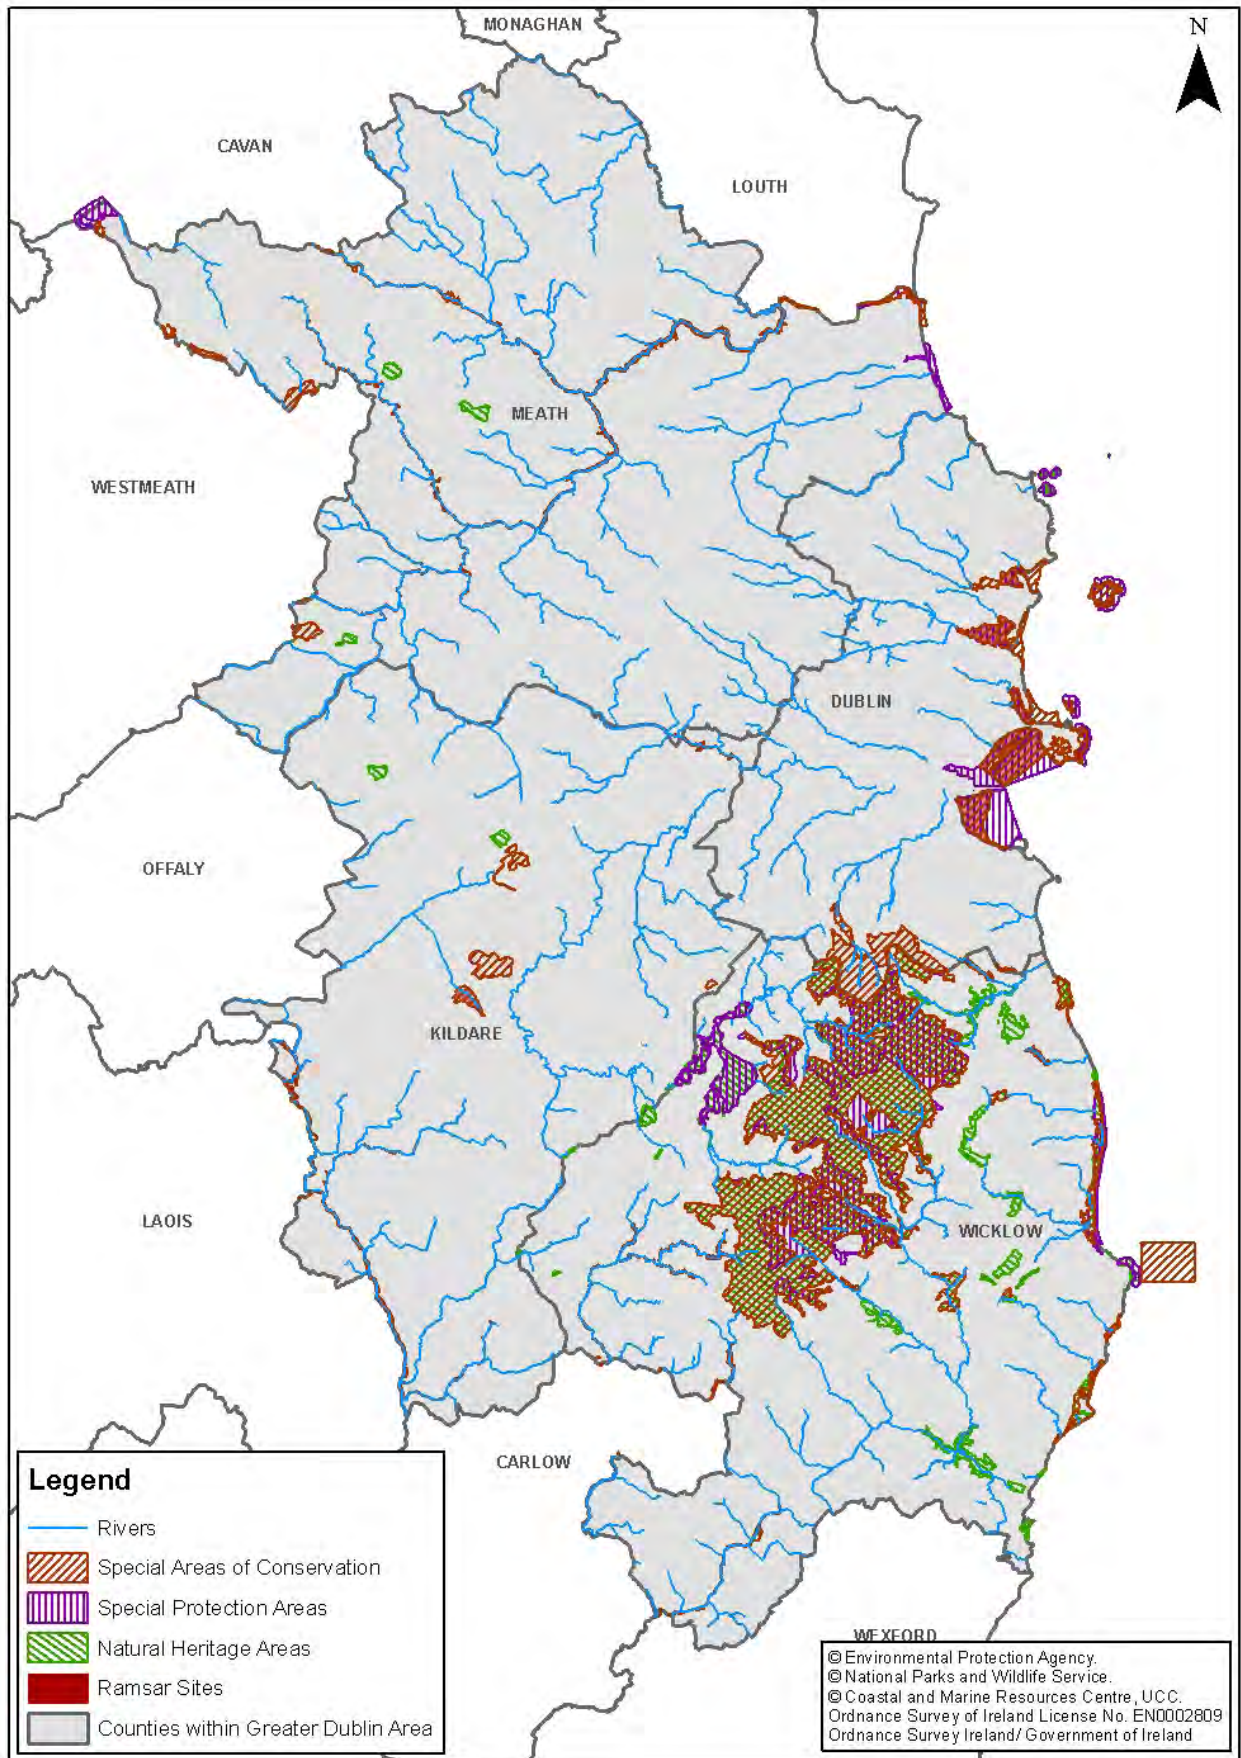 MONAGHAN
N
CAVAN
LOUTH
MEATH
WESTMEATH
DUBLIN
OFFALY
KILDARE
LAOIS
WICKLOW
CARLOW
WEXFORD
Legend
Rivers
Special Areas of Conservation
Special Protection Areas
Natural Heritage Areas
Ramsar Sites
Counties within Greater Dublin Area
© Environmental Protection Agency.
© National Parks and Wildlife Service.
© Coastal and Marine Resources Centre, UCC.
Ordnance Survey of Ireland License No. EN0002809
Ordnance Survey Ireland/ Government of Ireland